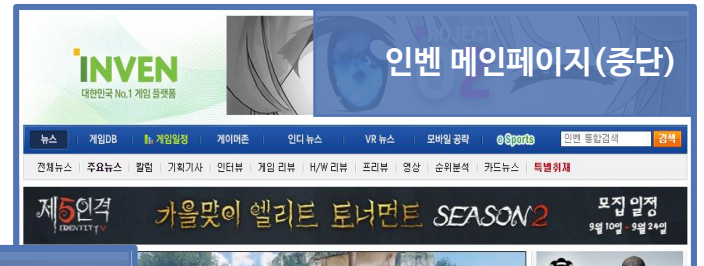 PROJECT
INVEN
대한민국 No.1 게임 플랫폼
인벤 메인페이지(중단)
뉴스 게임DB 게임일정 게이머존 인디 뉴스 VR 뉴스 모바일 공략 eSports 인벤 통합검색 검색
전체뉴스 주요뉴스 칼럼 기획기사 인터뷰 게임 리뷰 H/W 리뷰 프리뷰 영상 순위분석 카드뉴스 특별취재
제5인격 가을맞이 엘리트 토너먼트 SEASON2 모집 일정
IDENTITY V 9월 10일 - 9월 24일